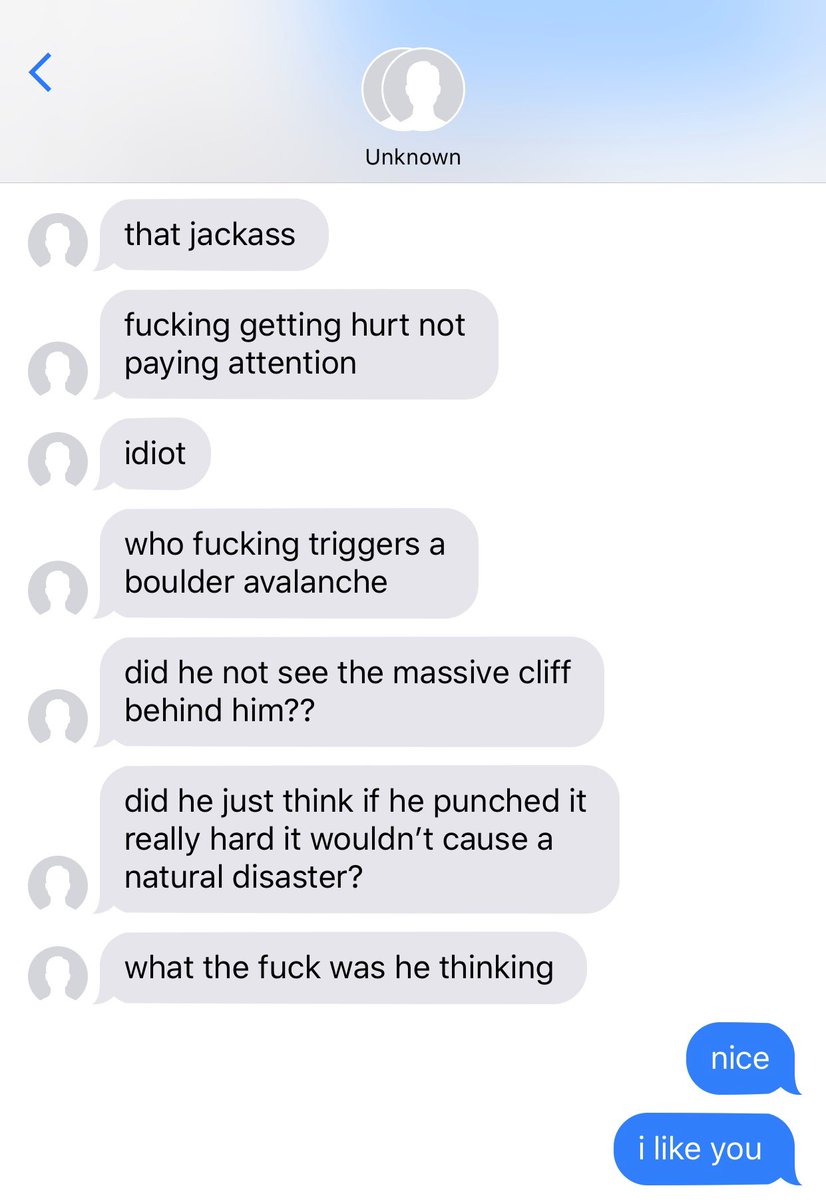 Unknown
that jackass
fucking getting hurt not
paying attention
idiot
who fucking triggers a
boulder avalanche
did he not see the massive cliff
behind him??
did he just think if he punched it
really hard it wouldn’t cause a
natural disaster?
what the fuck was he thinking
nice
i like you